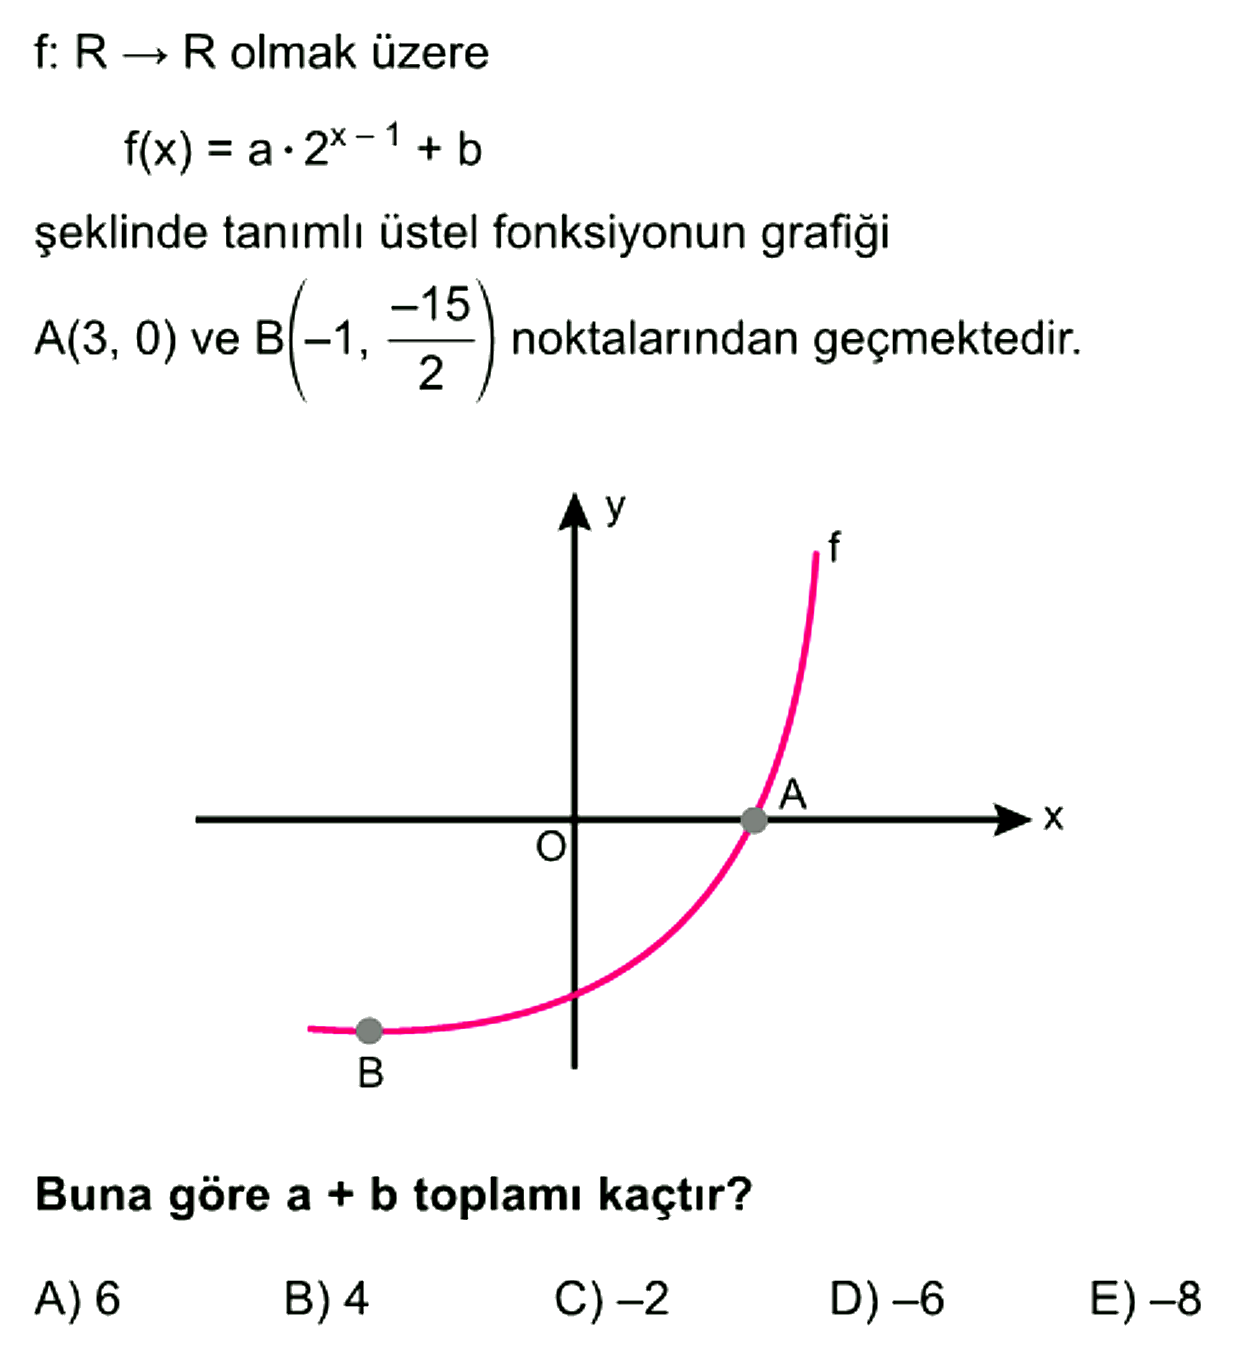 f: R → R olmak üzere
f(x) = a · 2^(x – 1) + b
şeklinde tanımlı üstel fonksiyonun grafiği
A(3, 0) ve B(–1, –15/2) noktalarından geçmektedir.
y
f
A
x
O
B
Buna göre a + b toplamı kaçtır?
A) 6 B) 4 C) –2 D) –6 E) –8